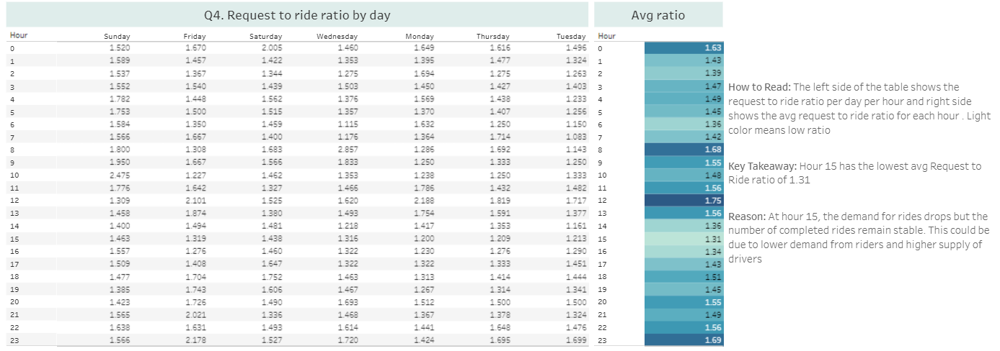 Q4. Request to ride ratio by day
Avg ratio
Hour Sunday Friday Saturday Wednesday Monday Thursday Tuesday Hour
0 1.520 1.670 2.005 1.460 1.649 1.616 1.496 0 1.63
1 1.589 1.457 1.422 1.353 1.395 1.477 1.324 1 1.43
2 1.537 1.367 1.344 1.275 1.694 1.275 1.263 2 1.39
3 1.552 1.540 1.439 1.503 1.450 1.427 1.403 3 1.47
4 1.782 1.448 1.562 1.376 1.569 1.438 1.233 4 1.49
5 1.753 1.500 1.515 1.357 1.370 1.407 1.256 5 1.45
6 1.584 1.350 1.459 1.115 1.632 1.250 1.150 6 1.36
7 1.566 1.667 1.400 1.176 1.364 1.714 1.083 7 1.42
8 1.800 1.308 1.683 2.857 1.286 1.692 1.143 8 1.68
9 1.950 1.667 1.566 1.833 1.250 1.333 1.250 9 1.55
10 2.475 1.227 1.462 1.353 1.238 1.250 1.333 10 1.48
11 1.776 1.642 1.327 1.466 1.786 1.432 1.482 11 1.56
12 1.309 2.101 1.525 1.620 2.188 1.819 1.717 12 1.75
13 1.458 1.874 1.380 1.493 1.754 1.591 1.377 13 1.56
14 1.400 1.494 1.481 1.218 1.417 1.353 1.161 14 1.36
15 1.463 1.319 1.438 1.316 1.200 1.209 1.213 15 1.31
16 1.557 1.276 1.460 1.322 1.230 1.276 1.290 16 1.34
17 1.509 1.408 1.647 1.322 1.322 1.333 1.451 17 1.43
18 1.477 1.704 1.752 1.463 1.313 1.414 1.444 18 1.51
19 1.385 1.743 1.606 1.467 1.267 1.314 1.341 19 1.45
20 1.423 1.726 1.490 1.693 1.512 1.500 1.500 20 1.55
21 1.565 2.021 1.336 1.468 1.367 1.378 1.324 21 1.49
22 1.638 1.631 1.493 1.614 1.441 1.648 1.476 22 1.56
23 1.566 2.178 1.527 1.720 1.424 1.695 1.699 23 1.69
How to Read: The left side of the table shows the
request to ride ratio per day per hour and right side
shows the avg request to ride ratio for each hour . Light
color means low ratio
Key Takeaway: Hour 15 has the lowest avg Request to
Ride ratio of 1.31
Reason: At hour 15, the demand for rides drops but the
number of completed rides remain stable. This could be
due to lower demand from riders and higher supply of
drivers